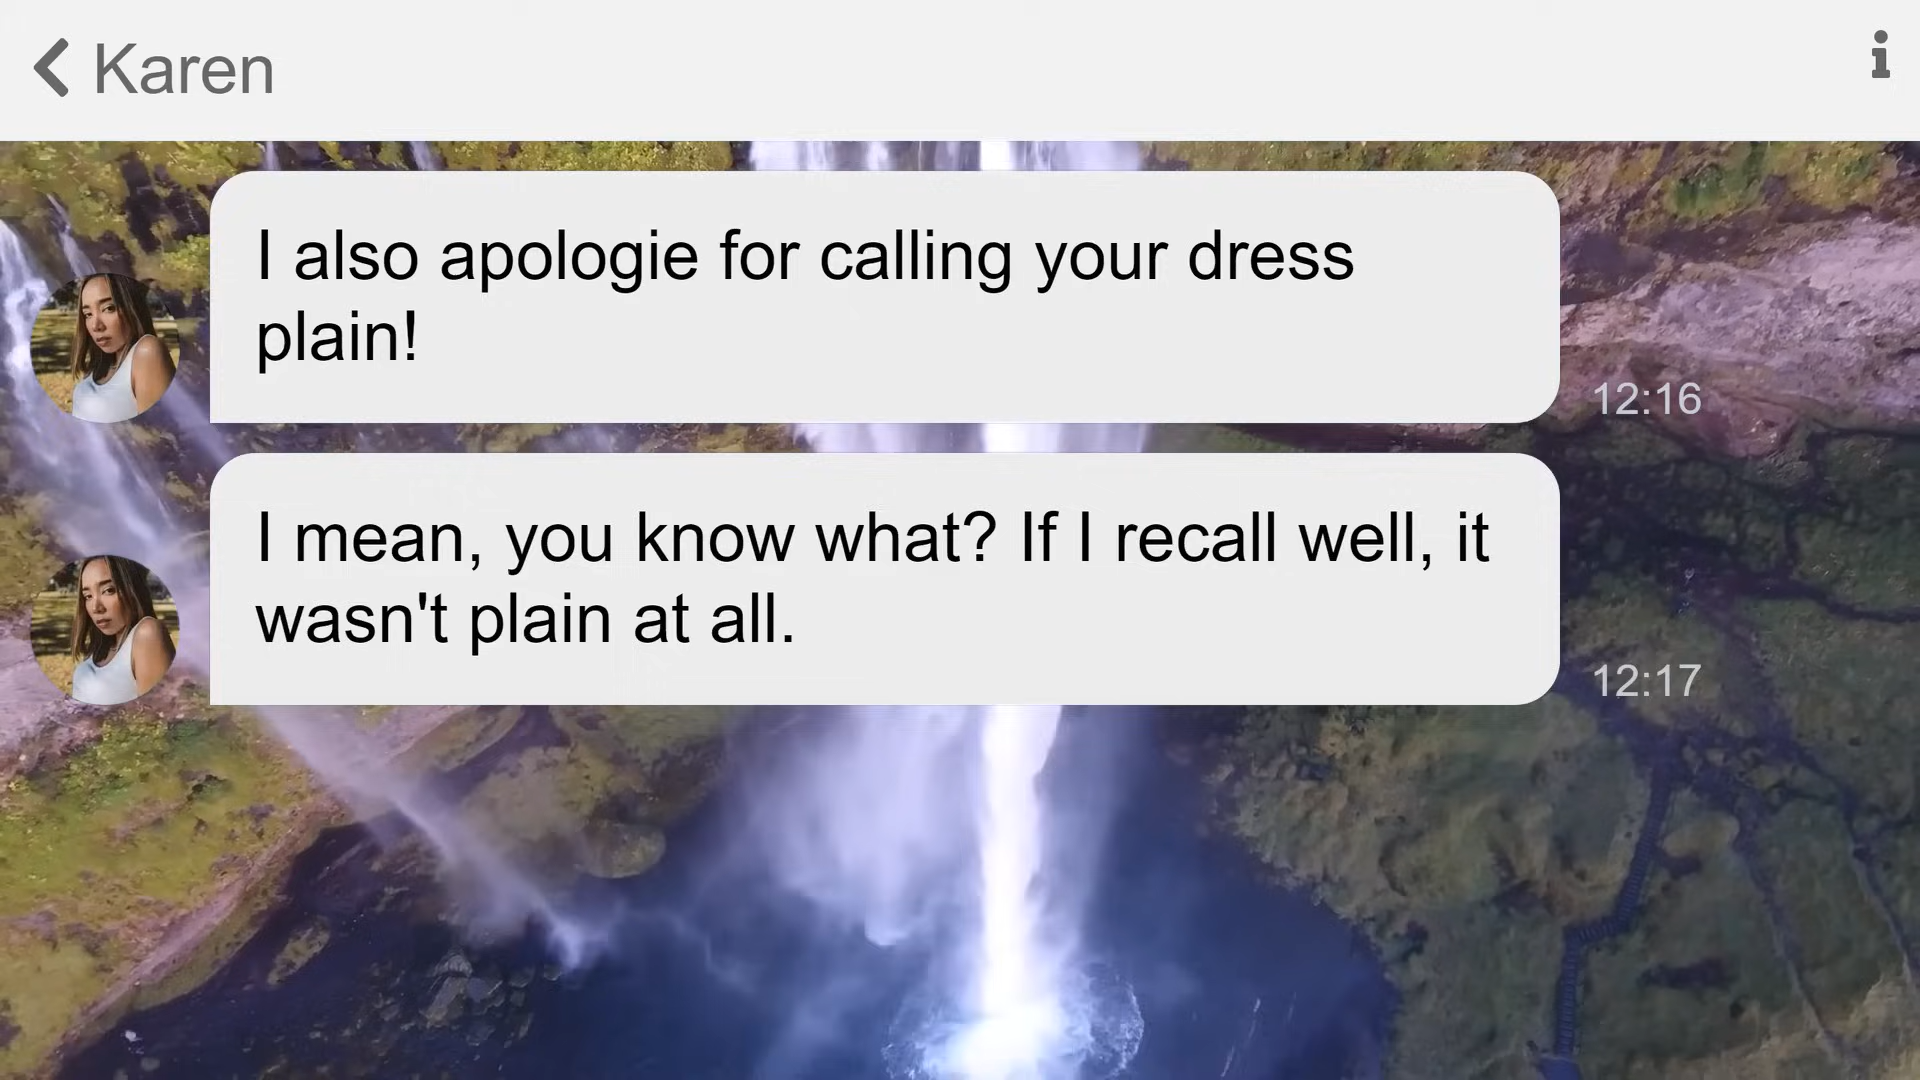 Karen
I also apologie for calling your dress
plain!
12:16
I mean, you know what? If I recall well, it
wasn't plain at all.
12:17